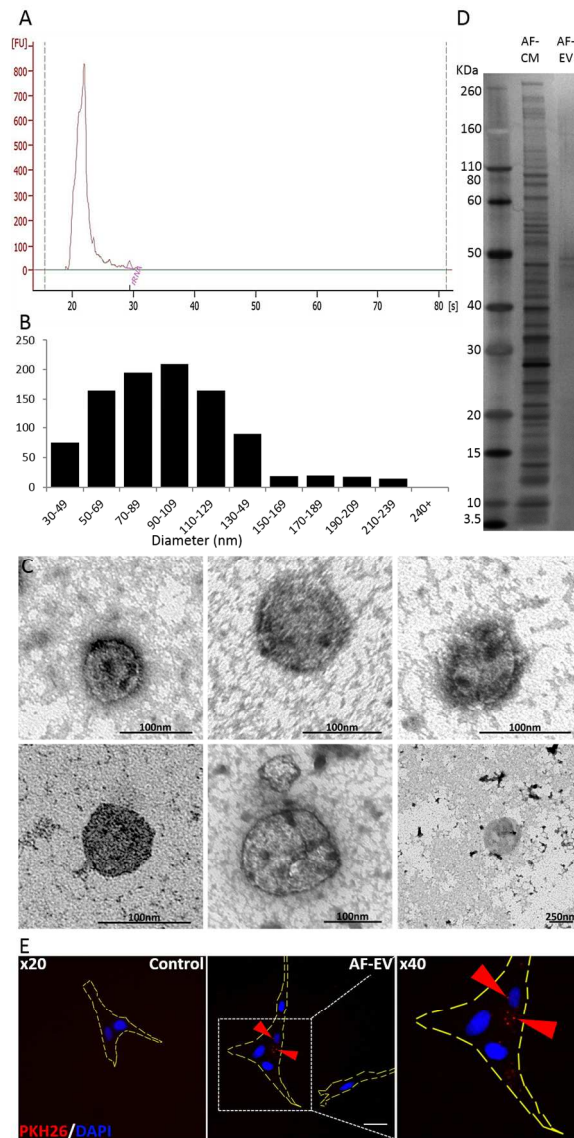 A
[FU]
800
700
600
500
400
300
200
100
0
20
30
40
50
60
70
80
[s]
B
250
200
150
100
50
0
30-49
50-69
70-89
90-109
110-129
130-49
150-169
170-189
190-209
210-239
240+
Diameter (nm)
D
AF-
CM
AF-
EV
KDa
260
160
110
80
60
50
40
30
20
15
10
3.5
C
100nm
100nm
100nm
100nm
100nm
250nm
E
x20
Control
AF-EV
x40
PKH26/DAPI